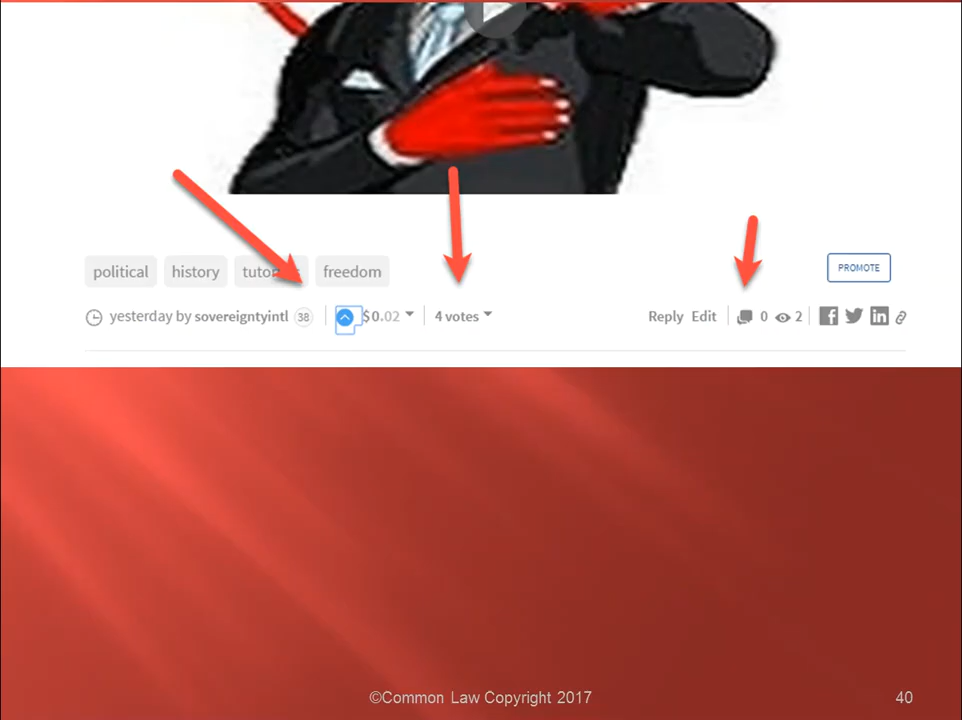 political history tutorials freedom
PROMOTE
yesterday by sovereigntyintl 38 $0.02 4 votes Reply Edit 0 2
©Common Law Copyright 2017 40